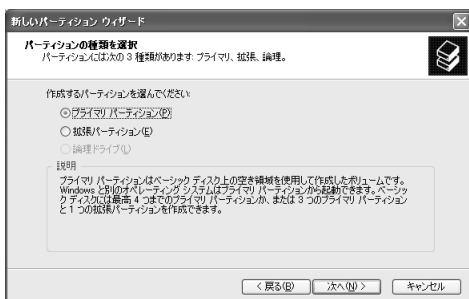 新しいパーティション ウィザード
パーティションの種類を選択
パーティションには次の 3 種類があります: プライマリ、拡張、論理。
作成するパーティションを選んでください:
プライマリ パーティション(P)
拡張パーティション(E)
論理ドライブ(L)
説明
プライマリ パーティションはベーシック ディスク上の空き領域を使用して作成したボリュームです。
Windows と別のオペレーティング システムはプライマリ パーティションから起動できます。ベーシッ
ク ディスクには最高 4 つまでのプライマリ パーティションか、または 3 つのプライマリ パーティション
と 1 つの拡張パーティションを作成できます。
< 戻る(B)
次へ(N) >
キャンセル